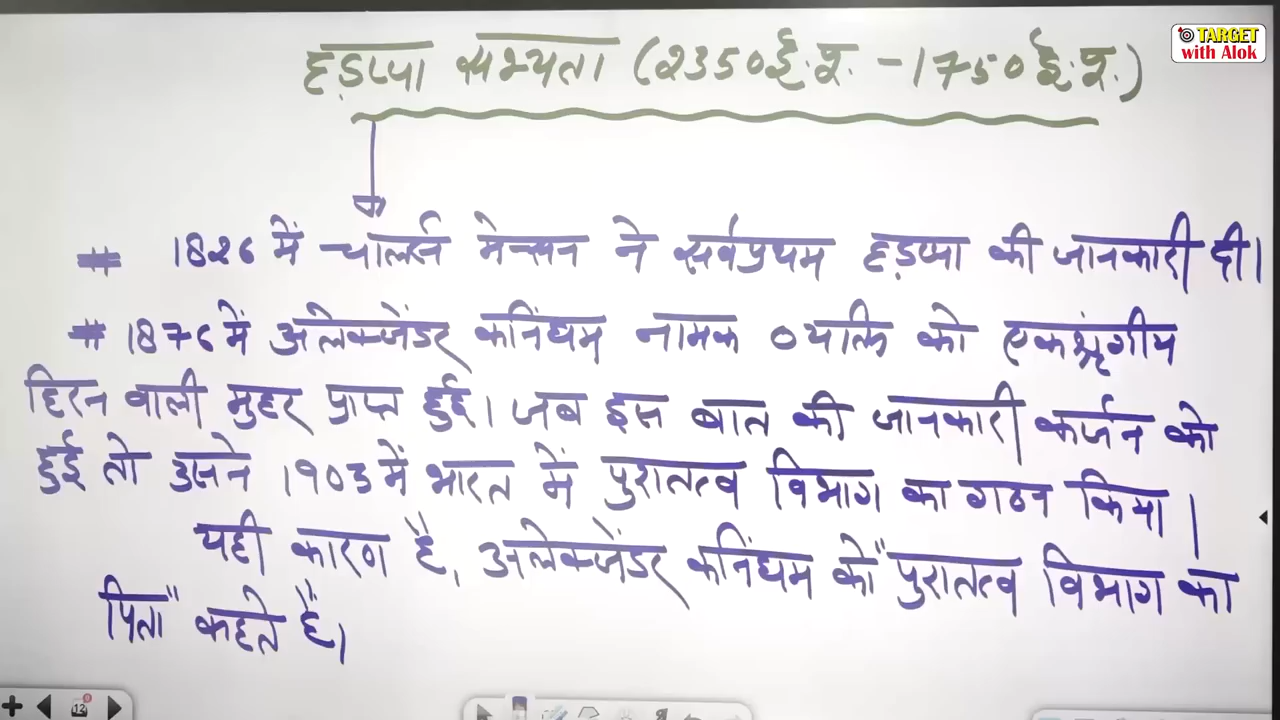 TARGET
with Alok
हड़प्पा सभ्यता (2350ई.पू. - 1750ई.पू.)
# 1826 में चार्ल्स मेन्सन ने सर्वप्रथम हड़प्पा की जानकारी दी।
# 1876 में अलेक्जेंडर कनिंघम नामक व्यक्ति को एकश्रृंगीय
हिरन वाली मुहर प्राप्त हुई। जब इस बात की जानकारी कर्जन को
हुई तो उसने 1903 में भारत में पुरातत्व विभाग का गठन किया।
यही कारण है, अलेक्जेंडर कनिंघम को "पुरातत्व विभाग का
पिता" कहते हैं।
12